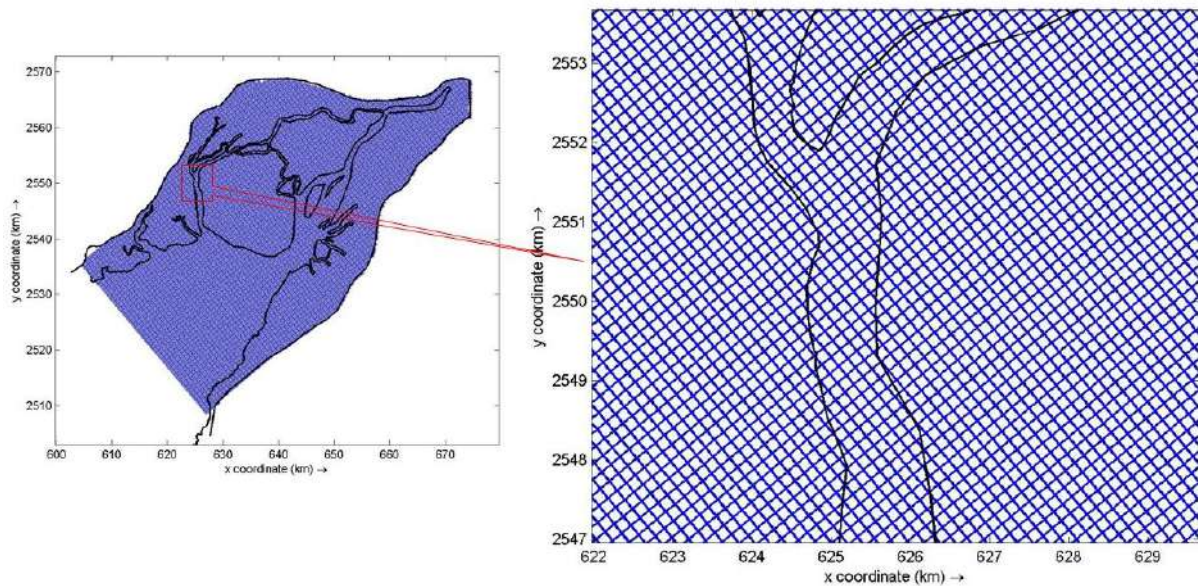 2570
2560
2550
2540
2530
2520
2510
y coordinate (km) →
600 610 620 630 640 650 660 670
x coordinate (km) →
2553
2552
2551
2550
2549
2548
2547
y coordinate (km) →
622 623 624 625 626 627 628 629
x coordinate (km) →